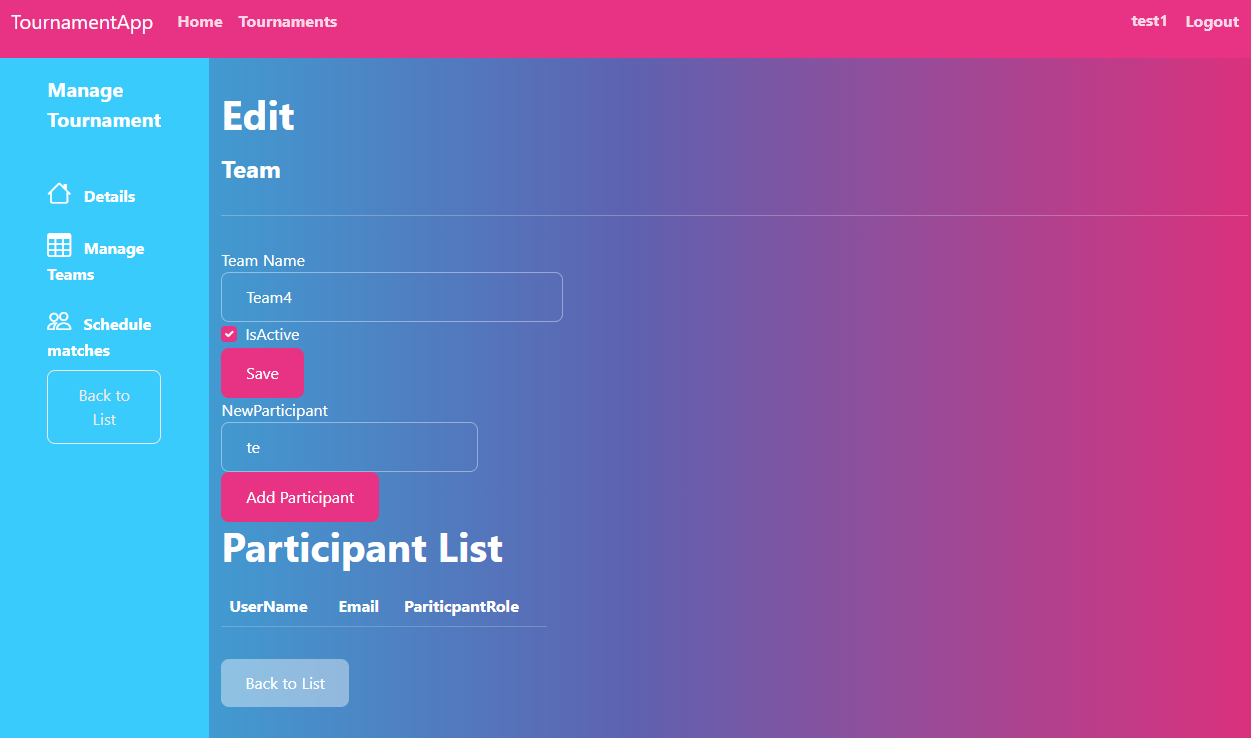 TournamentApp Home Tournaments test1 Logout
Manage
Tournament
Details
Manage
Teams
Schedule
matches
Back to
List
Edit
Team
Team Name
Team4
IsActive
Save
NewParticipant
te
Add Participant
Participant List
UserName Email PariticpantRole
Back to List